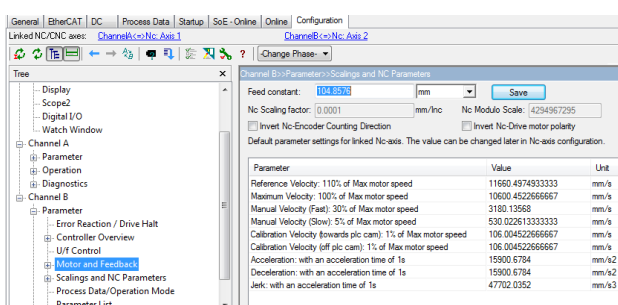 General EtherCAT DC Process Data Startup SoE - Online Online Configuration
Linked NC/CNC axes: ChannelA<=>Nc: Axis 1 ChannelB<=>Nc: Axis 2
? -Change Phase-
Tree x Channel B>>Parameter>>Scalings and NC Parameters
Display
Scope2
Digital I/O
Watch Window
Channel A
Parameter
Operation
Diagnostics
Channel B
Parameter
Error Reaction / Drive Halt
Controller Overview
U/f Control
Motor and Feedback
Scalings and NC Parameters
Process Data/Operation Mode
Parameter List
Feed constant: 104.8576 mm Save
Nc Scaling factor: 0.0001 mm/Inc Nc Modulo Scale: 4294967295
Invert Nc-Encoder Counting Direction Invert Nc-Drive motor polarity
Default parameter settings for linked Nc-axis. The value can be changed later in Nc-axis configuration.
Parameter Value Unit
Reference Velocity: 110% of Max motor speed 11660.4974933333 mm/s
Maximum Velocity: 100% of Max motor speed 10600.4522666667 mm/s
Manual Velocity (Fast): 30% of Max motor speed 3180.13568 mm/s
Manual Velocity (Slow): 5% of Max motor speed 530.022613333333 mm/s
Calibration Velocity (towards plc cam): 1% of Max motor speed 106.004522666667 mm/s
Calibration Velocity (off plc cam): 1% of Max motor speed 106.004522666667 mm/s
Acceleration: with an acceleration time of 1s 15900.6784 mm/s2
Deceleration: with an acceleration time of 1s 15900.6784 mm/s2
Jerk: with an acceleration time of 1s 47702.0352 mm/s3